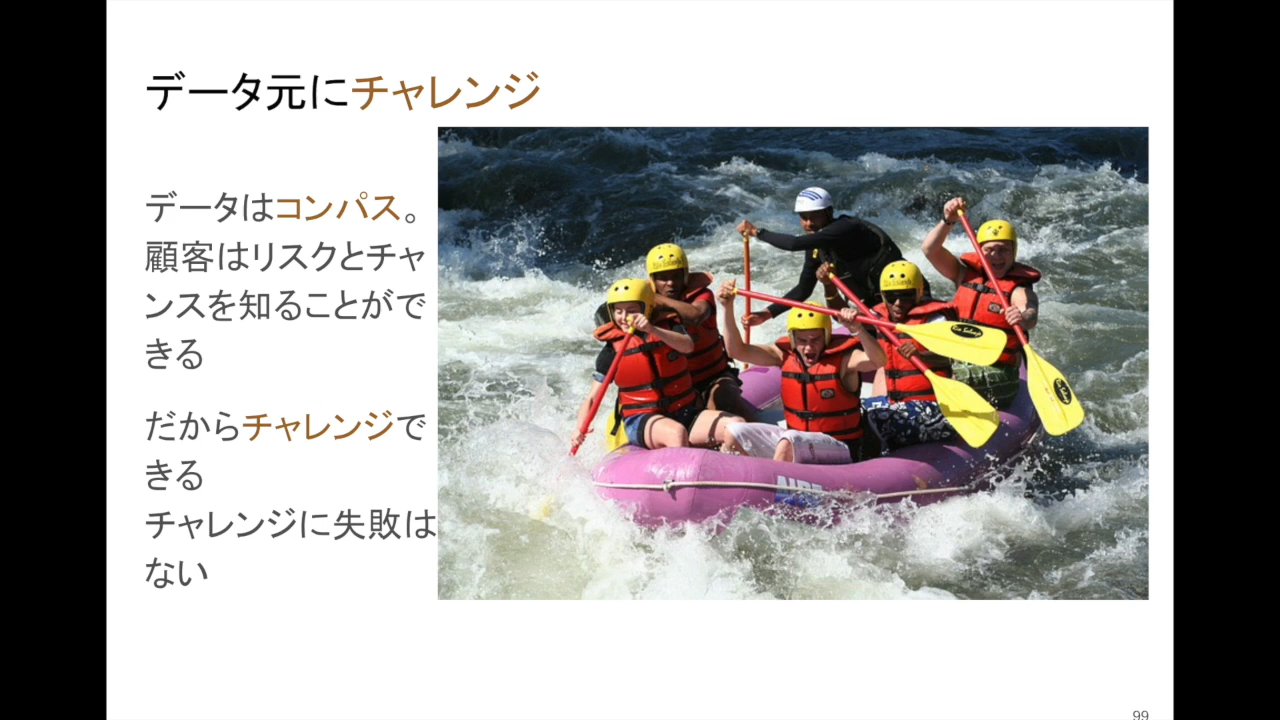 データ元にチャレンジ
データはコンパス。
顧客はリスクとチャ
ンスを知ることがで
きる
だからチャレンジで
きる
チャレンジに失敗は
ない
99